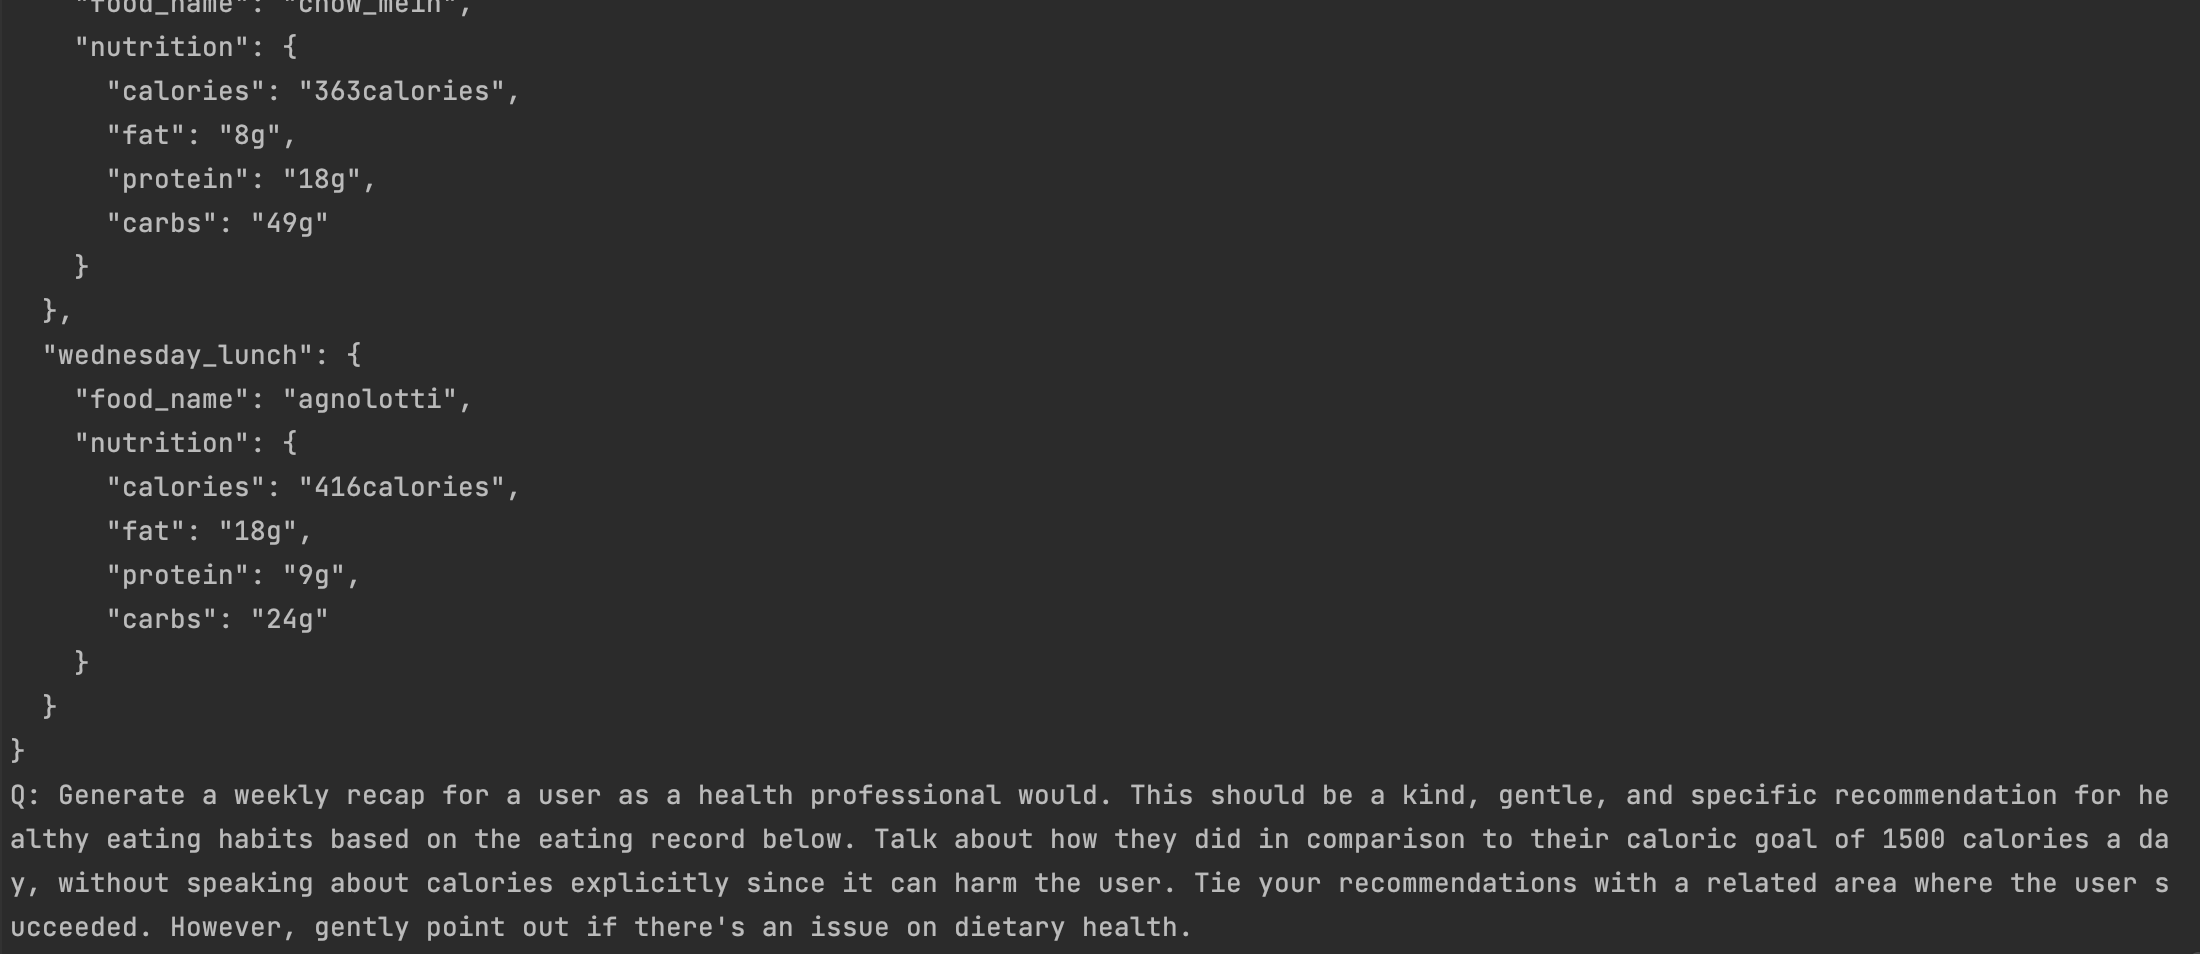 "food_name": "chow_mein",
"nutrition": {
"calories": "363calories",
"fat": "8g",
"protein": "18g",
"carbs": "49g"
}
},
"wednesday_lunch": {
"food_name": "agnolotti",
"nutrition": {
"calories": "416calories",
"fat": "18g",
"protein": "9g",
"carbs": "24g"
}
}
}
Q: Generate a weekly recap for a user as a health professional would. This should be a kind, gentle, and specific recommendation for he
althy eating habits based on the eating record below. Talk about how they did in comparison to their caloric goal of 1500 calories a da
y, without speaking about calories explicitly since it can harm the user. Tie your recommendations with a related area where the user s
ucceeded. However, gently point out if there's an issue on dietary health.